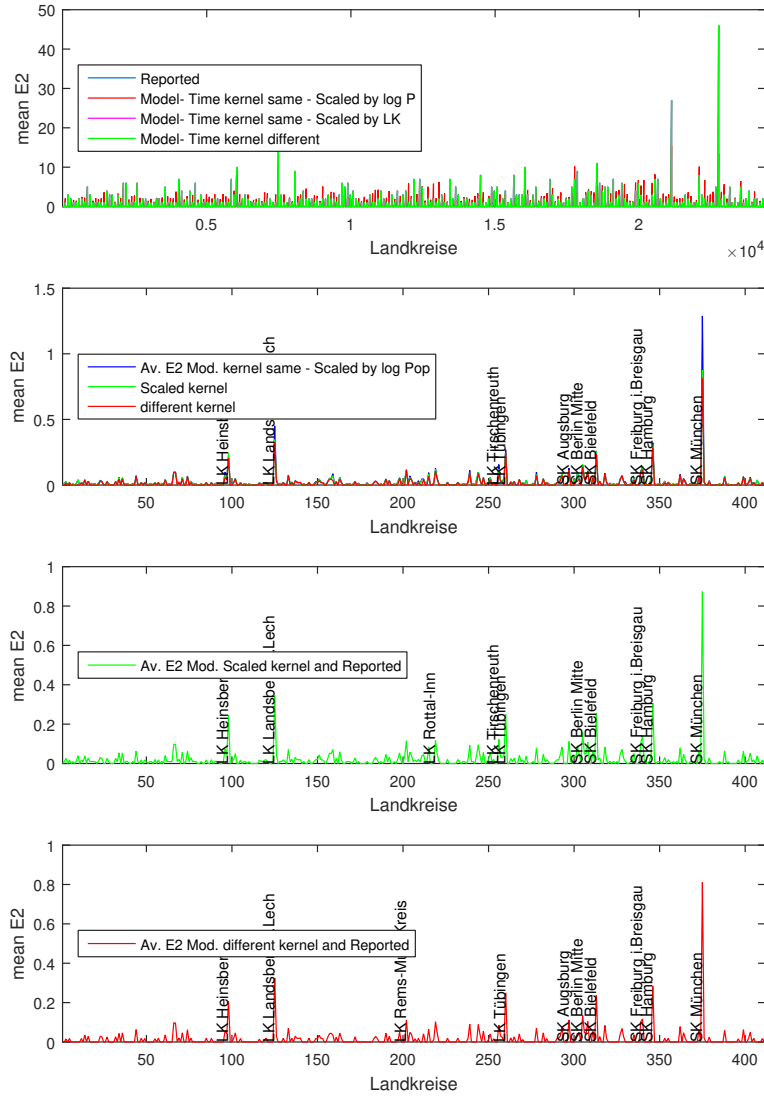 50
40
30
20
10
0
mean E2
Reported
Model- Time kernel same - Scaled by log P
Model- Time kernel same - Scaled by LK
Model- Time kernel different
0.5
1
1.5
2
Landkreise
×10^4
1.5
1
0.5
0
mean E2
Av. E2 Mod. kernel same - Scaled by log Pop
Scaled kernel
different kernel
LK Heinsb
LK Lands
ch
LK Tirschenreuth
LK Tübingen
SK Augsburg
SK Berlin Mitte
SK Bielefeld
SK Freiburg i.Breisgau
SK Hamburg
SK München
50
100
150
200
250
300
350
400
Landkreise
1
0.8
0.6
0.4
0.2
0
mean E2
Av. E2 Mod. Scaled kernel and Reported
LK Heinsber
LK Landsbe
.Lech
LK Rottal-Inn
LK Tirschenreuth
LK Tübingen
SK Berlin Mitte
SK Bielefeld
SK Freiburg i.Breisgau
SK Hamburg
SK München
50
100
150
200
250
300
350
400
Landkreise
1
0.8
0.6
0.4
0.2
0
mean E2
Av. E2 Mod. different kernel and Reported
LK Heinsber
LK Landsber
.Lech
LK Rems-Mu
Kreis
LK Tübingen
SK Augsburg
SK Berlin Mitte
SK Bielefeld
SK Freiburg i.Breisgau
SK Hamburg
SK München
50
100
150
200
250
300
350
400
Landkreise